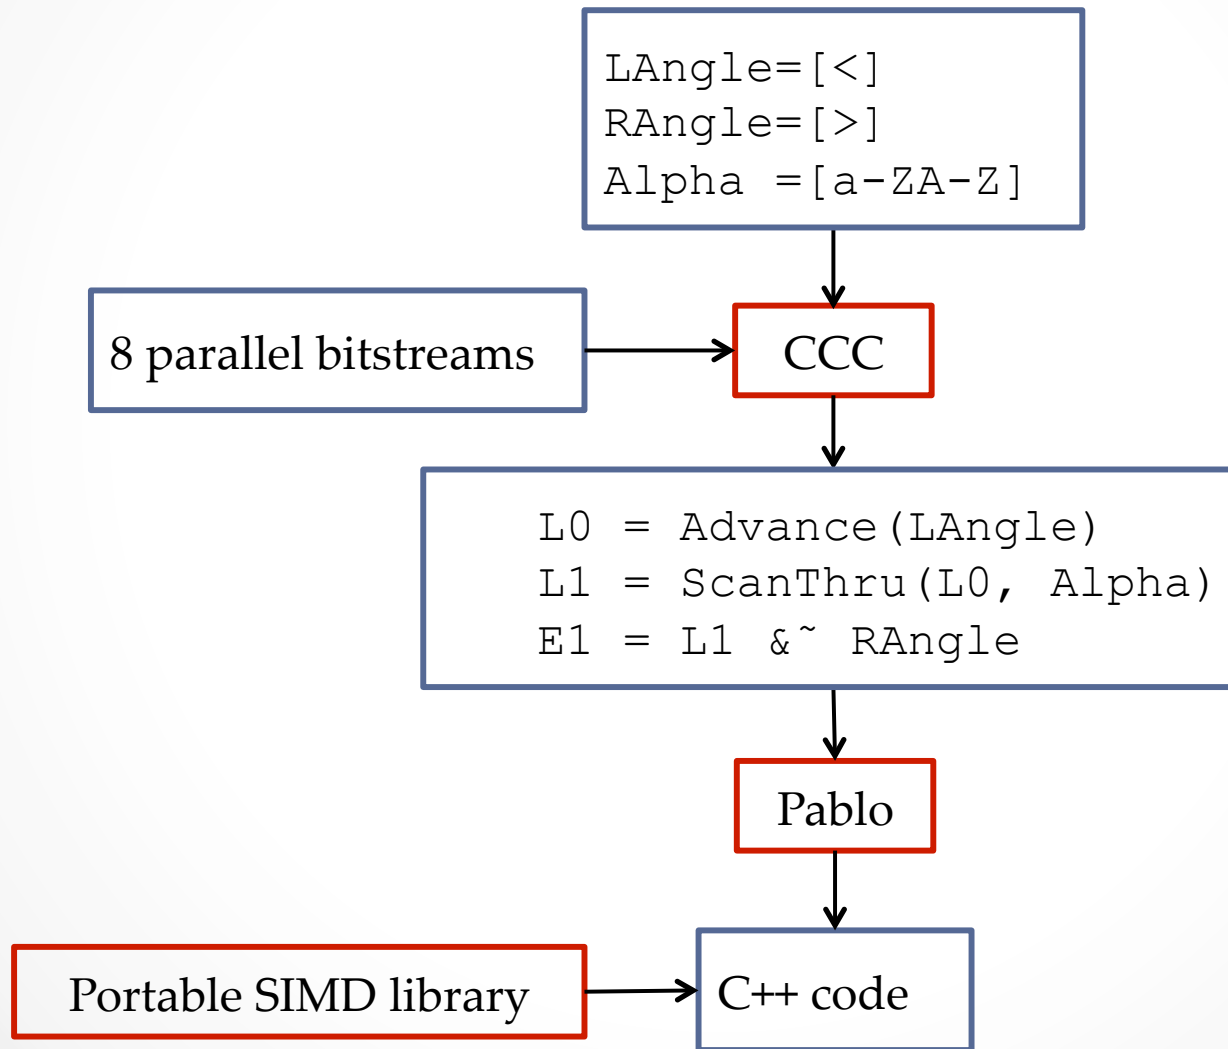 LAngle=[<]
RAngle=[>]
Alpha =[a-ZA-Z]
8 parallel bitstreams
CCC
L0 = Advance(LAngle)
L1 = ScanThru(L0, Alpha)
E1 = L1 &~ RAngle
Pablo
Portable SIMD library
C++ code